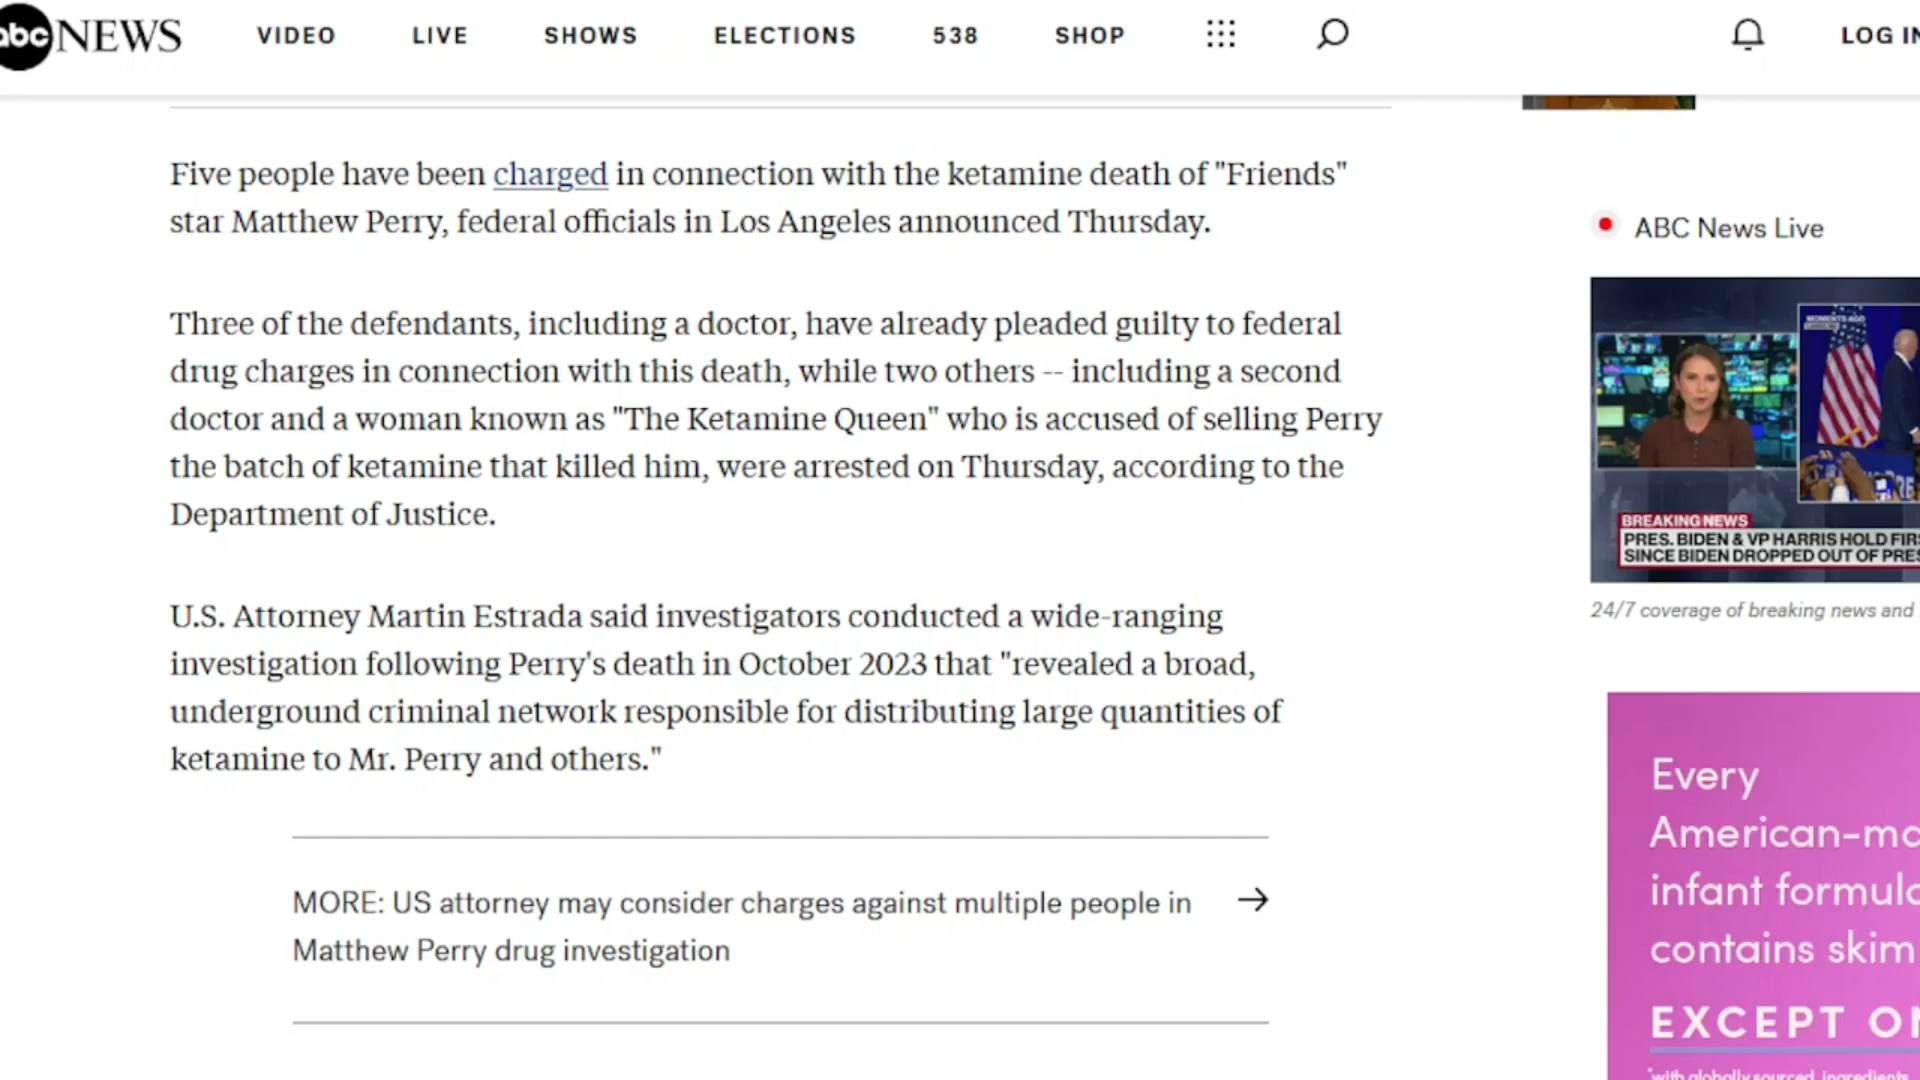 abc NEWS
VIDEO
LIVE
SHOWS
ELECTIONS
538
SHOP
LOG IN
Five people have been charged in connection with the ketamine death of "Friends"
star Matthew Perry, federal officials in Los Angeles announced Thursday.
Three of the defendants, including a doctor, have already pleaded guilty to federal
drug charges in connection with this death, while two others -- including a second
doctor and a woman known as "The Ketamine Queen" who is accused of selling Perry
the batch of ketamine that killed him, were arrested on Thursday, according to the
Department of Justice.
U.S. Attorney Martin Estrada said investigators conducted a wide-ranging
investigation following Perry's death in October 2023 that "revealed a broad,
underground criminal network responsible for distributing large quantities of
ketamine to Mr. Perry and others."
MORE: US attorney may consider charges against multiple people in
Matthew Perry drug investigation
ABC News Live
MOMENTS AGO
BREAKING NEWS
PRES. BIDEN & VP HARRIS HOLD
SINCE BIDEN DROPPED OUT OF
24/7 coverage of breaking news and
Every
American-
infant
contains skim
EXCEPT
*with globally sourced ingredients